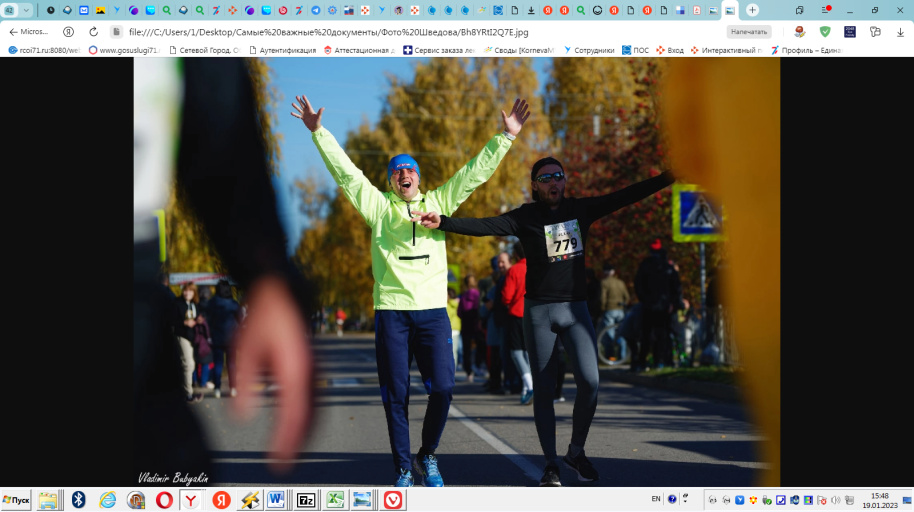 Micros...
file:///C:/Users/1/Desktop/Самые%20важные%20документы/Фото%20Шведова/Bh8YRtI2Q7E.jpg
Напечатать
rcoi71.ru:8080/wel
www.gosuslugi71.
Сетевой Город. О
Аутентификация
Аттестационная д
Сервис заказа лек
Своды [KornevaM
Сотрудники
ПОС
Вход
Интерактивный п
Профиль – Едина
779
Vladimir Bubyakin
Пуск
EN
15:48
19.01.2023